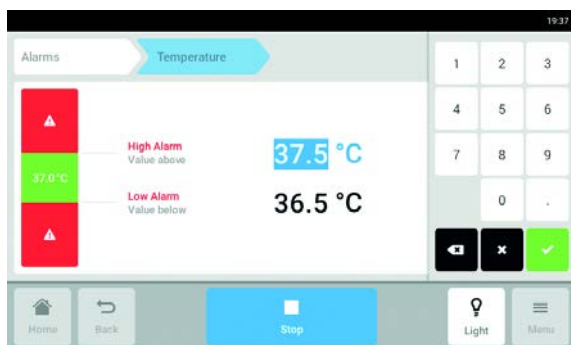 19:37
Alarms
Temperature
1 2 3
4 5 6
7 8 9
0 .
High Alarm
Value above
37.5 °C
37.0°C
Low Alarm
Value below
36.5 °C
Home
Back
Stop
Light
Menu